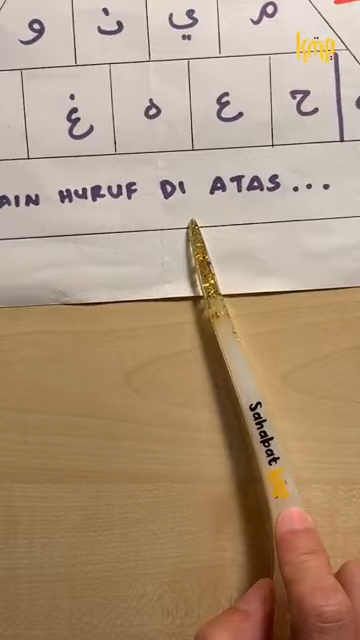 م ي ن و
ح ع ه غ
AIN HURUF DI ATAS...
Sahabat